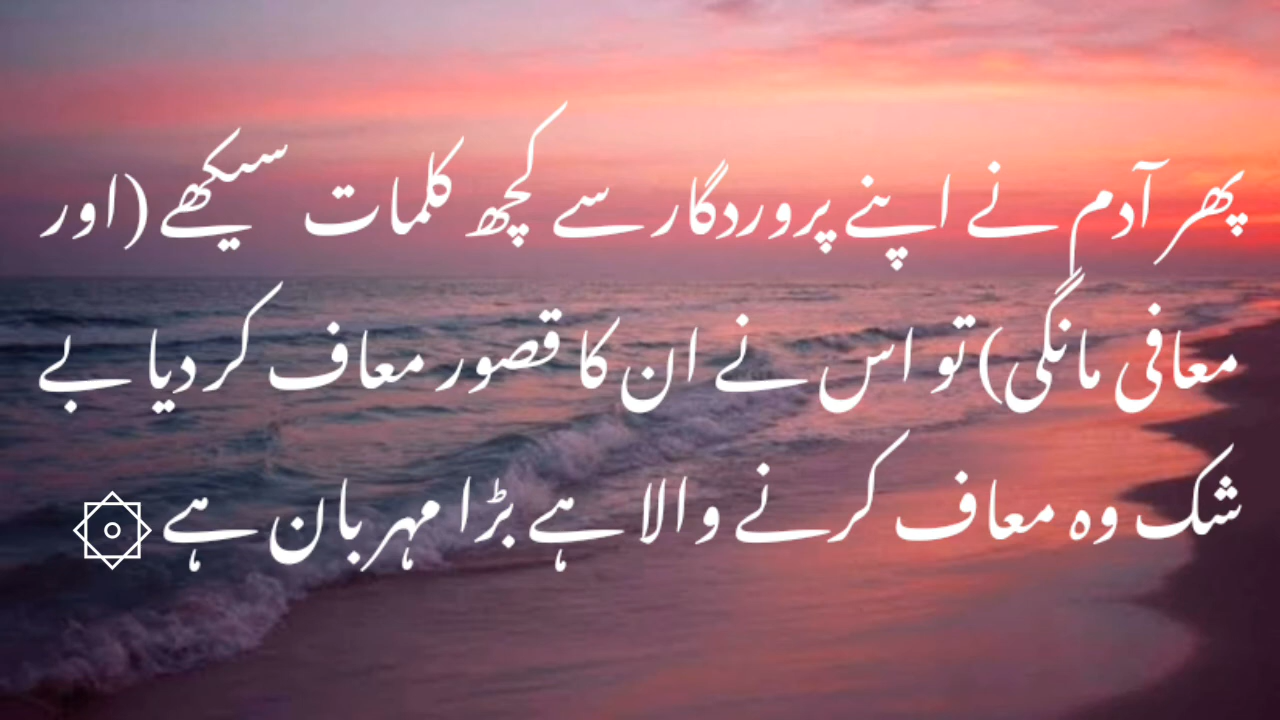 پھر آدم نے اپنے پروردگار سے کچھ کلمات سیکھے (اور
معافی مانگی) تو اس نے ان کا قصور معاف کر دیا بے
شک وہ معاف کرنے والا ہے بڑا مہربان ہے ۞